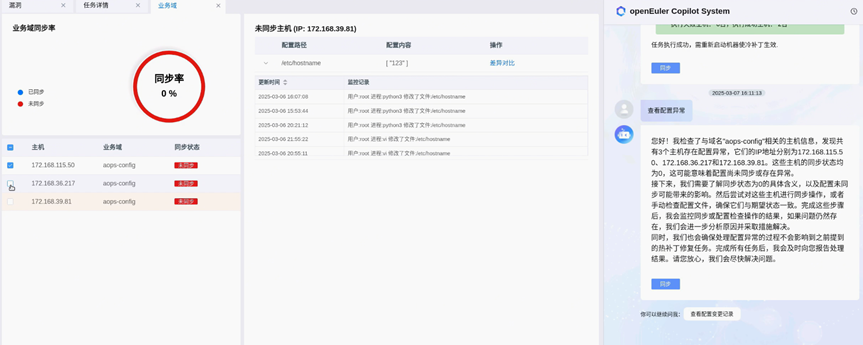 漏洞
任务详情
业务域
业务域同步率
同步率
0 %
已同步
未同步
主机 业务域 同步状态
172.168.115.50 aops-config 未同步
172.168.36.217 aops-config 未同步
172.168.39.81 aops-config 未同步
未同步主机 (IP: 172.168.39.81)
配置路径 配置内容 操作
/etc/hostname [ "123" ] 差异对比
更新时间 监控记录
2025-03-06 18:07:08 用户:root 进程:python3 修改了文件:/etc/hostname
2025-03-06 15:53:44 用户:root 进程:python3 修改了文件:/etc/hostname
2025-03-06 20:21:12 用户:root 进程:python3 修改了文件:/etc/hostname
2025-03-06 21:55:22 用户:root 进程:vi 修改了文件:/etc/hostname
2025-03-06 20:55:11 用户:root 进程:vi 修改了文件:/etc/hostname
openEuler Copilot System
任务执行成功，需重新启动机器使冷补丁生效.
同步
2025-03-07 16:11:13
查看配置异常
您好！我检查了与域名"aops-config"相关的主机信息，发现共
有3个主机存在配置异常，它们的IP地址分别为172.168.115.5
0、172.168.36.217和172.168.39.81。这些主机的同步状态均
为0，这可能意味着配置尚未同步或存在异常。
接下来，我们需要了解同步状态为0的具体含义，以及配置未同
步可能带来的影响。然后尝试对这些主机进行同步操作，或者
手动检查配置文件，确保它们与期望状态一致。完成这些步骤
后，我会监控同步或配置检查操作的结果，如果问题仍然存
在，我们会进一步分析原因并采取措施解决。
同时，我们也会确保处理配置异常的过程不会影响到之前提到
的热补丁修复任务。完成所有任务后，我会及时向您报告处理
结果。请您放心，我们会尽快解决问题。
同步
你可以继续问我： 查看配置变更记录